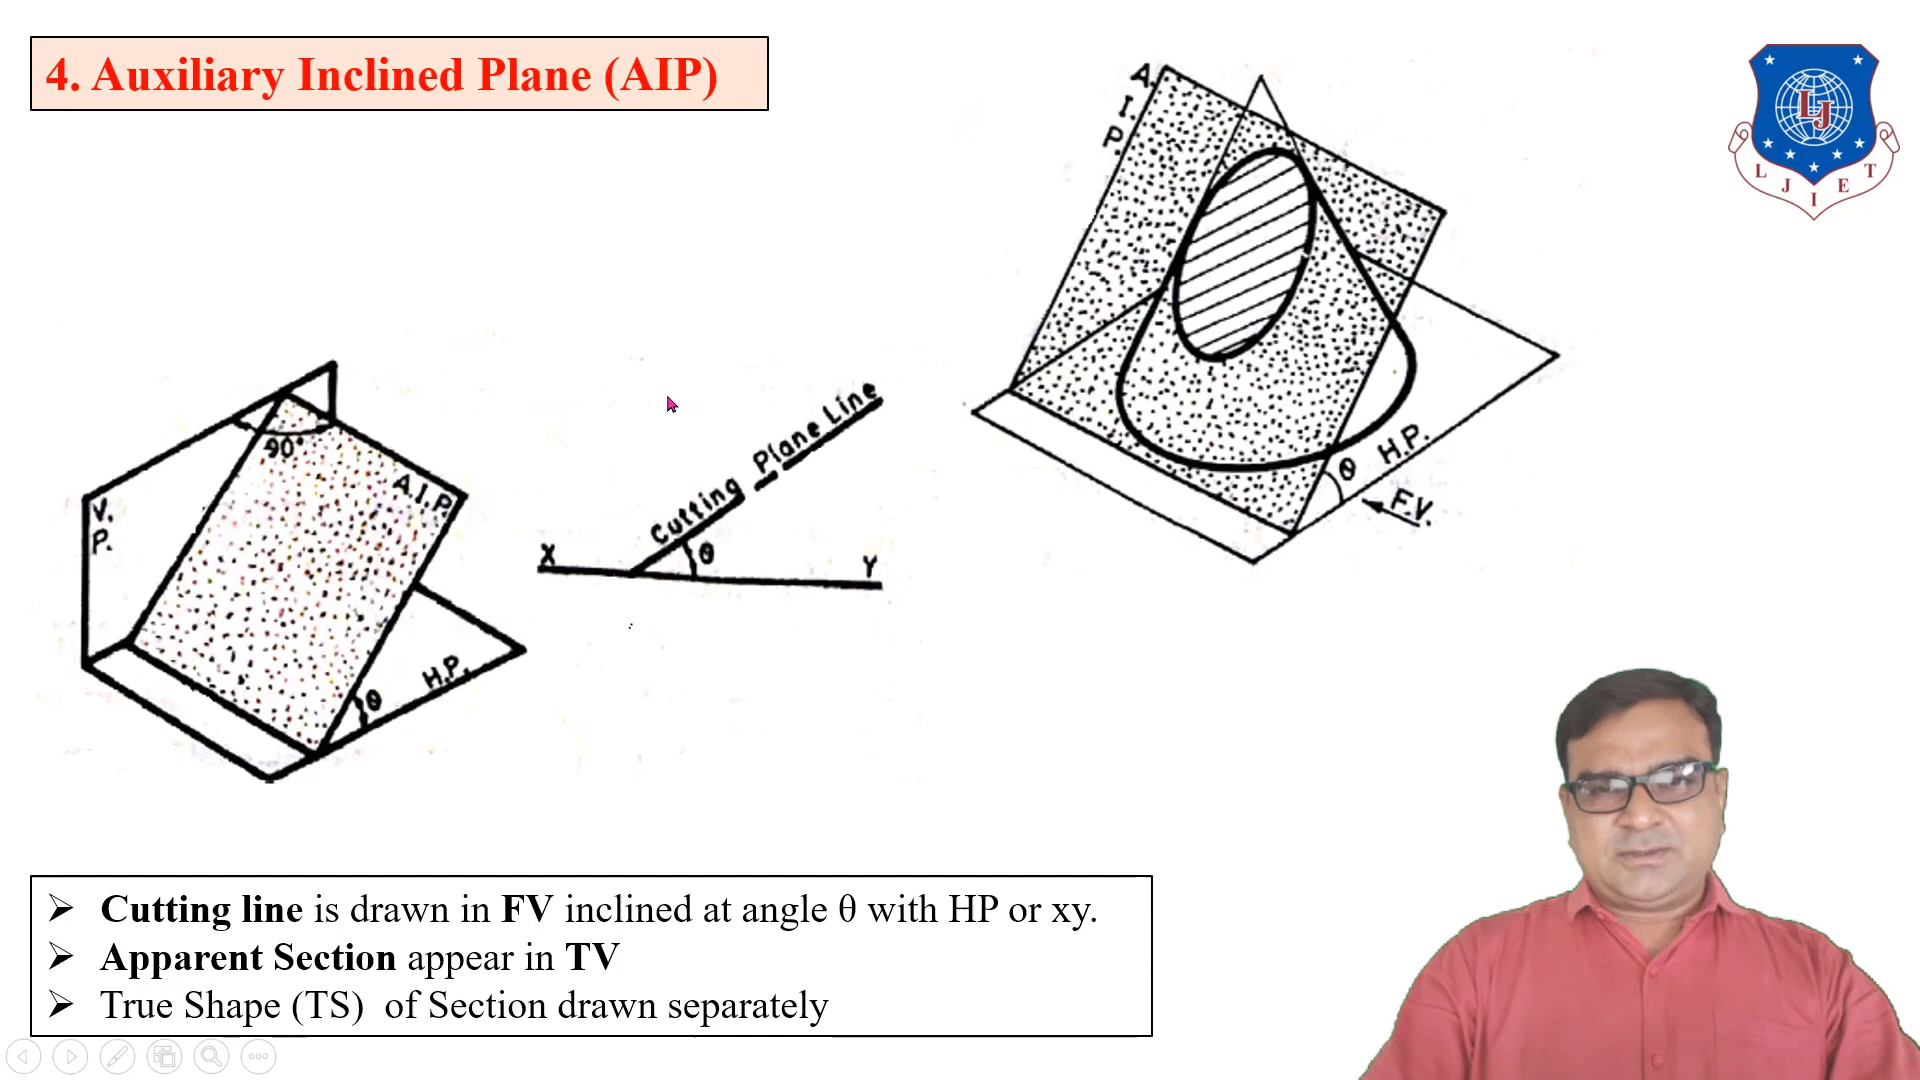 4. Auxiliary Inclined Plane (AIP)
A.
I.
P.
H.P.
θ
F.V.
L J I E T
LJ
90°
V.
P.
A.I.P.
H.P.
θ
Cutting Plane Line
X
θ
Y
➢ Cutting line is drawn in FV inclined at angle θ with HP or xy.
➢ Apparent Section appear in TV
➢ True Shape (TS) of Section drawn separately